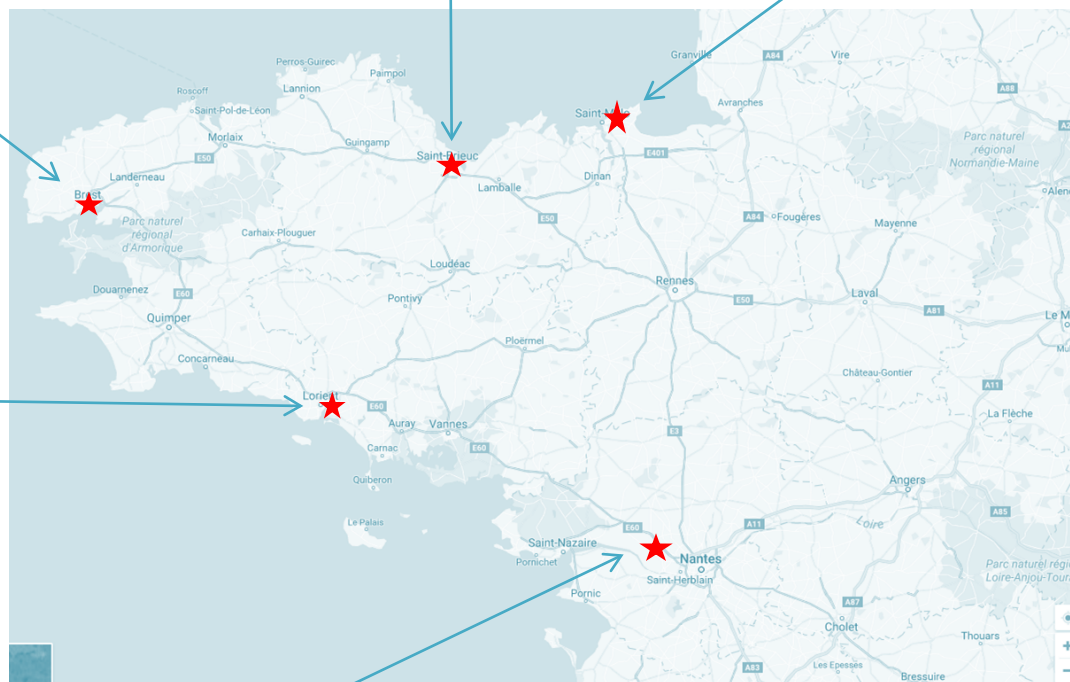 Granville
A84
Vire
Perros-Guirec
Paimpol
Lannion
A88
Roscoff
Saint-Pol-de-Léon
Avranches
Saint-Malo
Morlaix
Guingamp
E50
Saint-Brieuc
E401
Parc naturel
régional
Normandie-Maine
Landerneau
Brest
Lamballe
Dinan
Parc naturel
régional
d'Armorique
E50
A84
Fougères
Mayenne
Carhaix-Plouguer
Loudéac
Rennes
Douarnenez
E60
Pontivy
E50
Laval
A81
Quimper
Ploërmel
Concarneau
Château-Gontier
A11
Lorient
E60
Auray
Vannes
La Flèche
E3
Carnac
E60
Quiberon
Angers
Le Palais
A85
E60
A11
Loire
Saint-Nazaire
Pornichet
Nantes
Saint-Herblain
Parc naturel régi
Loire-Anjou-Tour
Pornic
A87
Cholet
Thouars
A83
Les Epesses
Bressuire